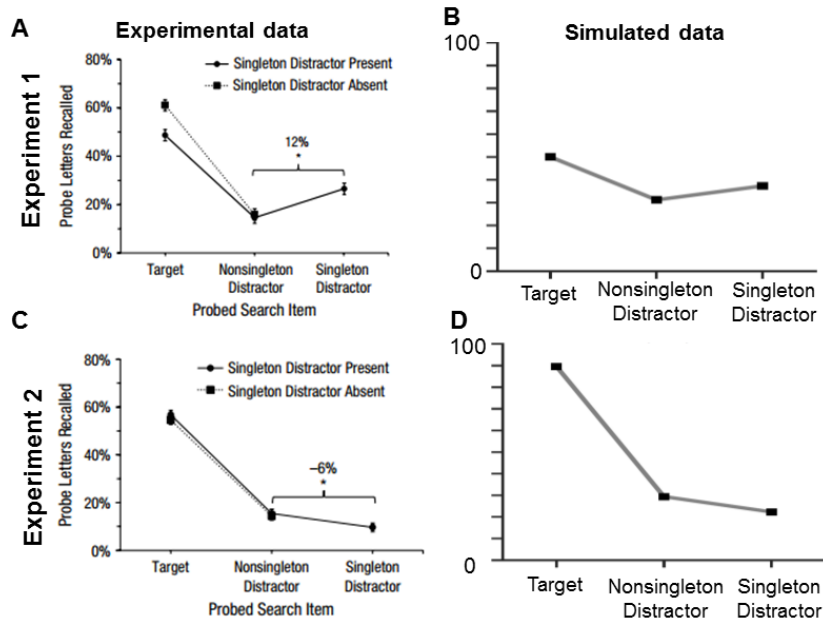 A
Experimental data
Experiment 1
Probe Letters Recalled
80%
60%
40%
20%
0%
Singleton Distractor Present
Singleton Distractor Absent
12%
*
Target
Nonsingleton
Distractor
Singleton
Distractor
Probed Search Item
B
Simulated data
100
0
Target
Nonsingleton
Distractor
Singleton
Distractor
C
Experiment 2
Probe Letters Recalled
80%
60%
40%
20%
0%
Singleton Distractor Present
Singleton Distractor Absent
–6%
*
Target
Nonsingleton
Distractor
Singleton
Distractor
Probed Search Item
D
100
0
Target
Nonsingleton
Distractor
Singleton
Distractor